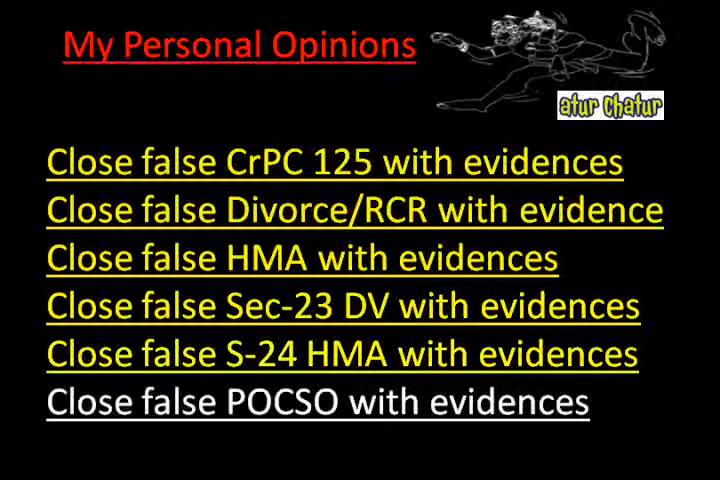 My Personal Opinions
atur Chatur
Close false CrPC 125 with evidences
Close false Divorce/RCR with evidence
Close false HMA with evidences
Close false Sec-23 DV with evidences
Close false S-24 HMA with evidences
Close false POCSO with evidences